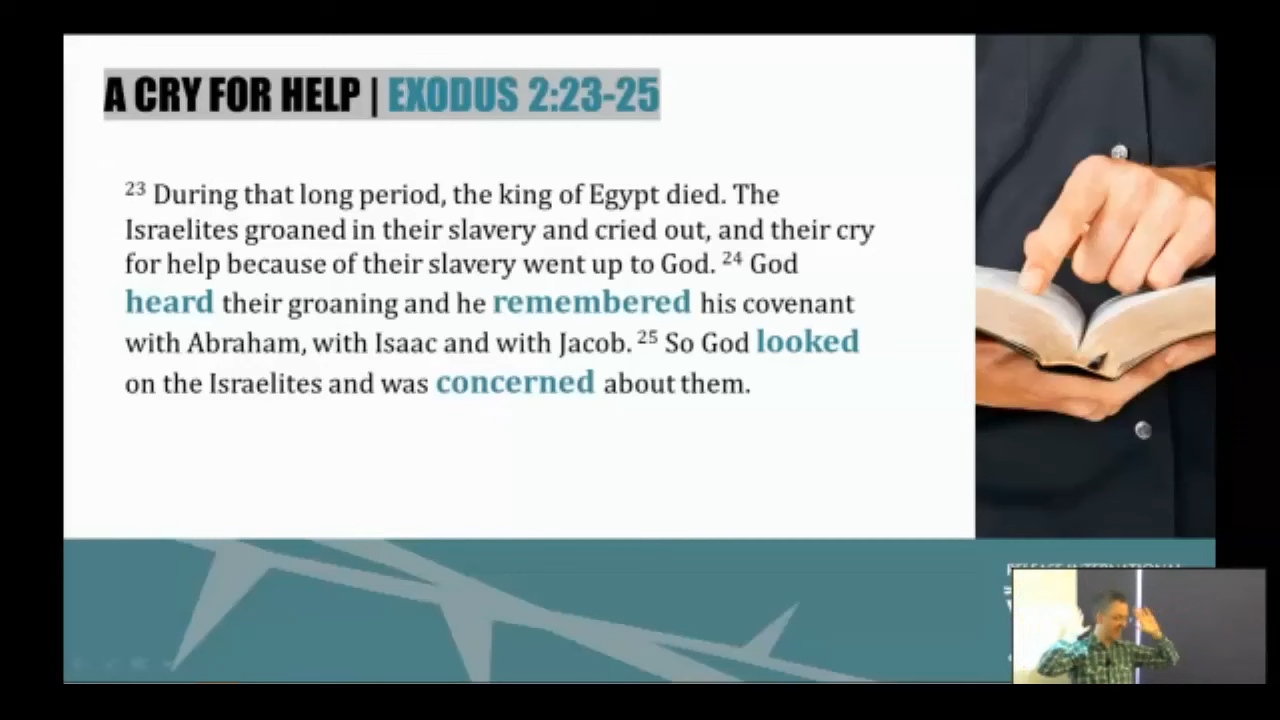 A CRY FOR HELP | EXODUS 2:23-25
²³ During that long period, the king of Egypt died. The
Israelites groaned in their slavery and cried out, and their cry
for help because of their slavery went up to God. ²⁴ God
heard their groaning and he remembered his covenant
with Abraham, with Isaac and with Jacob. ²⁵ So God looked
on the Israelites and was concerned about them.
RELEASE INTERNATIONAL